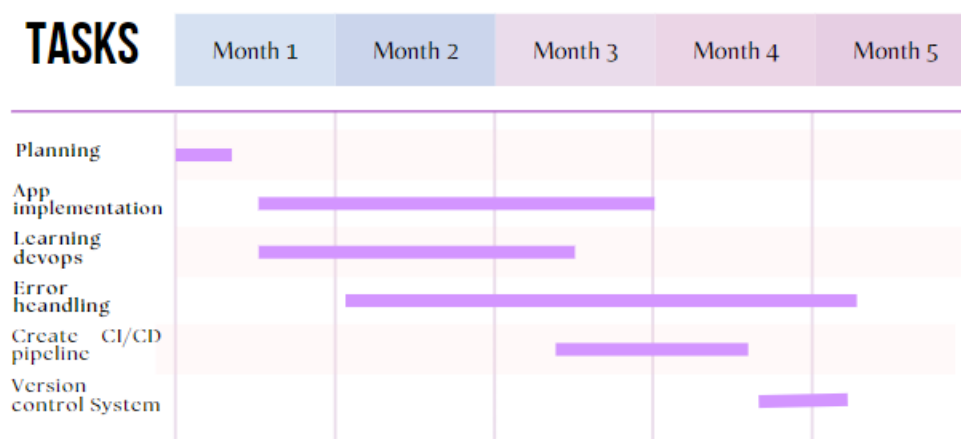 TASKS
Month 1
Month 2
Month 3
Month 4
Month 5
Planning
App
implementation
Learning
devops
Error
heandling
Create CI/CD
pipeline
Version
control System